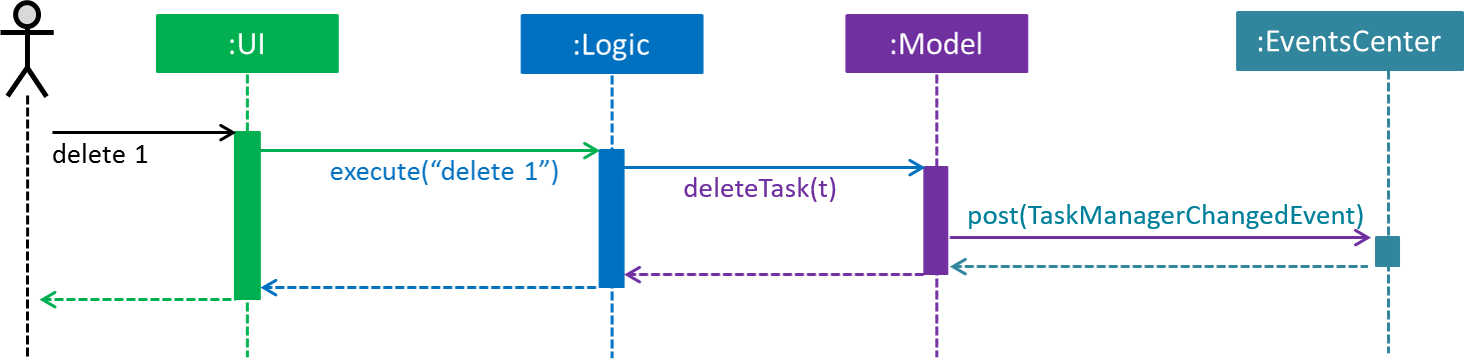 :UI
:Logic
:Model
:EventsCenter
delete 1
execute(“delete 1”)
deleteTask(t)
post(TaskManagerChangedEvent)